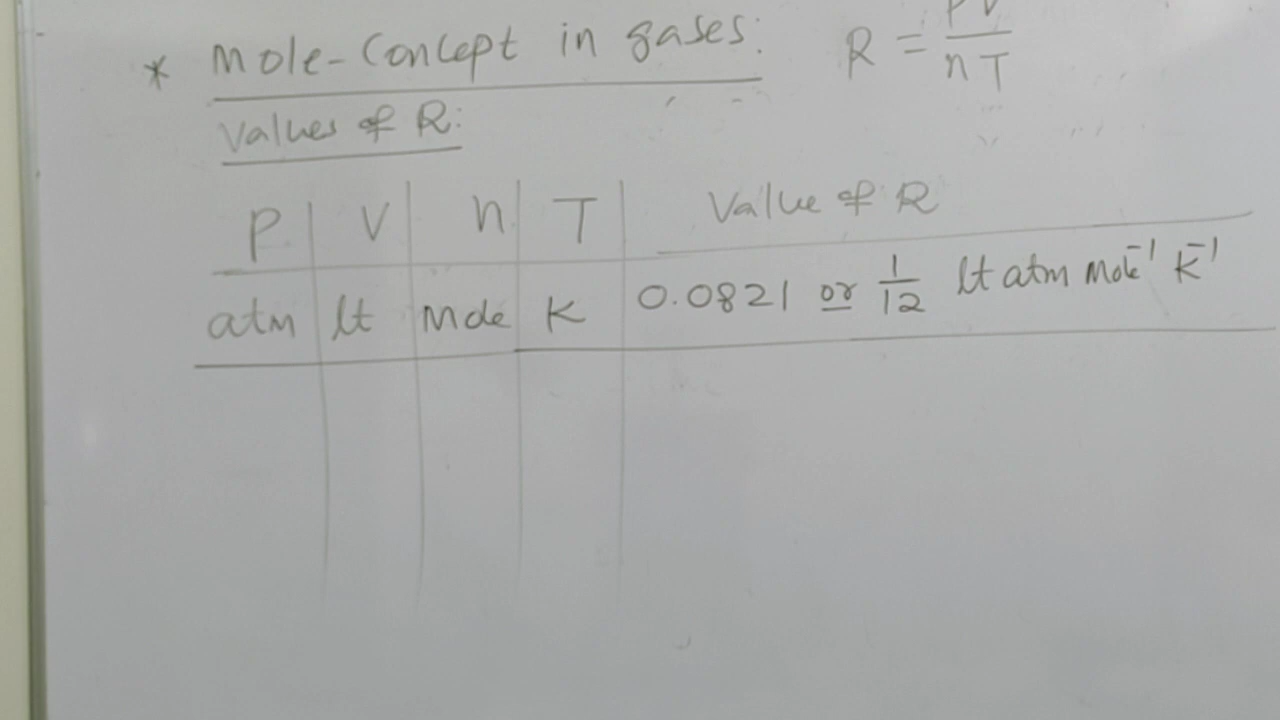 * Mole-Concept in gases: R = PV/nT
Values of R:
P V n T Value of R
atm lt Mole K 0.0821 or 1/12 lt atm Mole⁻¹ K⁻¹